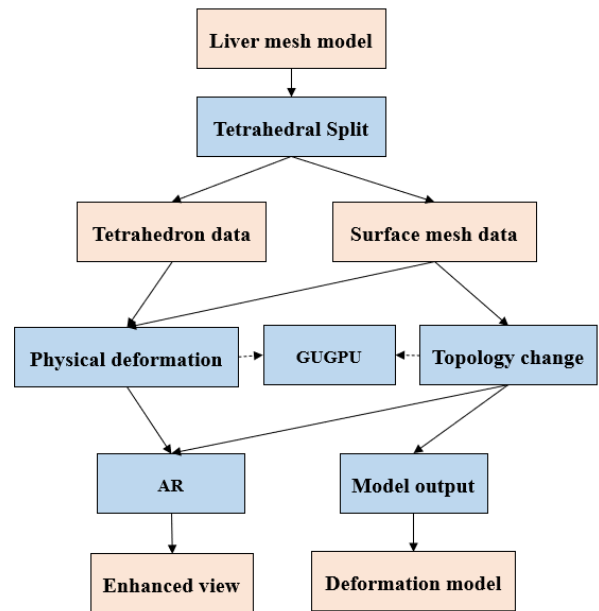 Liver mesh model
Tetrahedral Split
Tetrahedron data
Surface mesh data
Physical deformation
GUGPU
Topology change
AR
Model output
Enhanced view
Deformation model